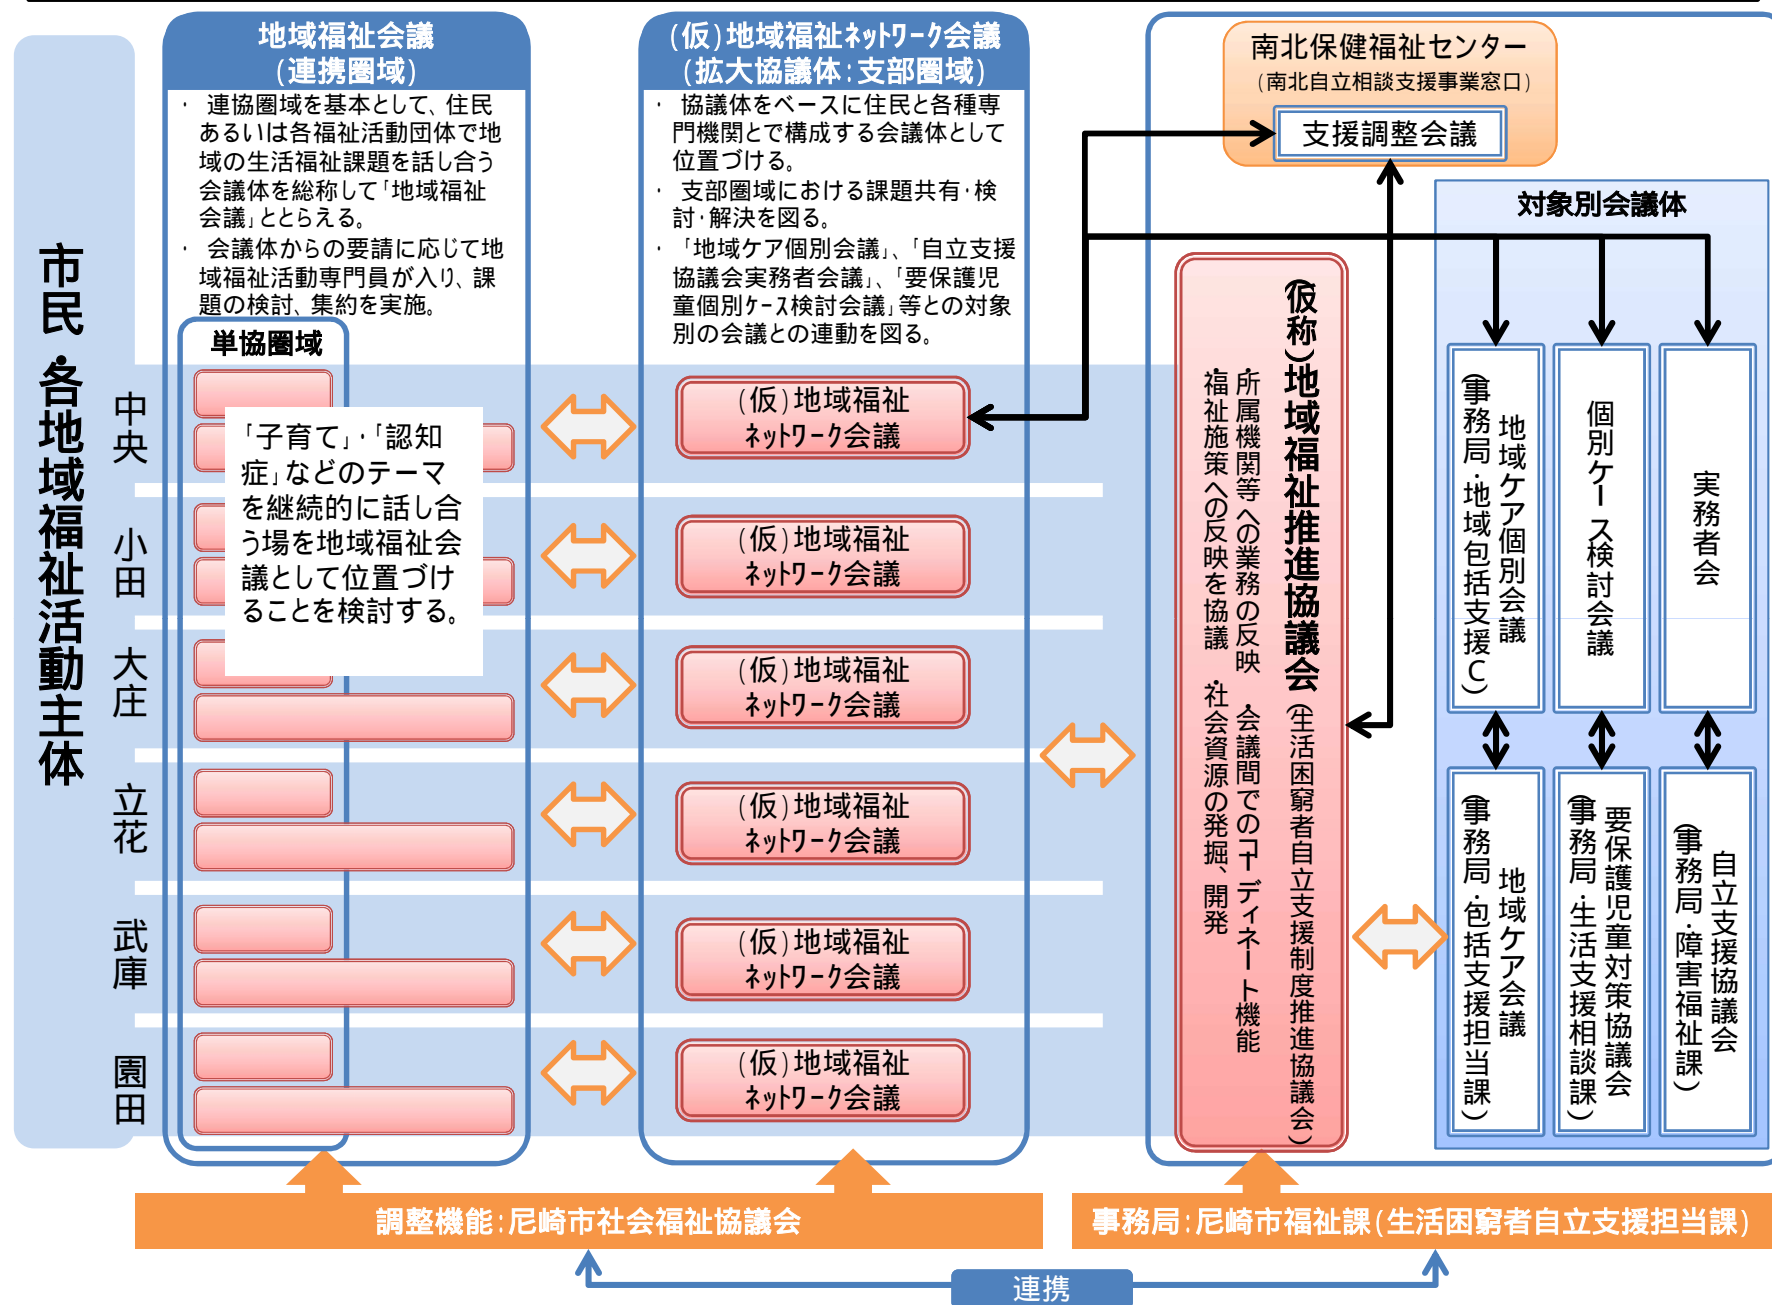 市民・各地域福祉活動主体
地域福祉会議
(連携圏域)
・ 連協圏域を基本として、住民
あるいは各福祉活動団体で地
域の生活福祉課題を話し合う
会議体を総称して「地域福祉
会議」ととらえる。
・ 会議体からの要請に応じて地
域福祉活動専門員が入り、課
題の検討、集約を実施。
単協圏域
「子育て」・「認知
症」などのテーマ
を継続的に話し合
う場を地域福祉会
議として位置づけ
ることを検討する。
中央
小田
大庄
立花
武庫
園田
(仮)地域福祉ネットワーク会議
(拡大協議体:支部圏域)
・ 協議体をベースに住民と各種専
門機関とで構成する会議体として
位置づける。
・ 支部圏域における課題共有・検
討・解決を図る。
・ 「地域ケア個別会議」、「自立支援
協議会実務者会議」、「要保護児
童個別ケース検討会議」等との対象
別の会議との連動を図る。
(仮)地域福祉
ネットワーク会議
(仮)地域福祉
ネットワーク会議
(仮)地域福祉
ネットワーク会議
(仮)地域福祉
ネットワーク会議
(仮)地域福祉
ネットワーク会議
(仮)地域福祉
ネットワーク会議
南北保健福祉センター
(南北自立相談支援事業窓口)
支援調整会議
(仮称)地域福祉推進協議会(生活困窮者自立支援制度推進協議会)
・所属機関等への業務の反映 ・会議間でのコーディネート機能
・福祉施策への反映を協議 ・社会資源の発掘、開発
対象別会議体
地域ケア個別会議
(事務局・地域包括支援C)
個別ケース検討会議
実務者会
地域ケア会議
(事務局・包括支援担当課)
要保護児童対策協議会
(事務局・生活支援相談課)
自立支援協議会
(事務局・障害福祉課)
調整機能:尼崎市社会福祉協議会
事務局:尼崎市福祉課(生活困窮者自立支援担当課)
連携